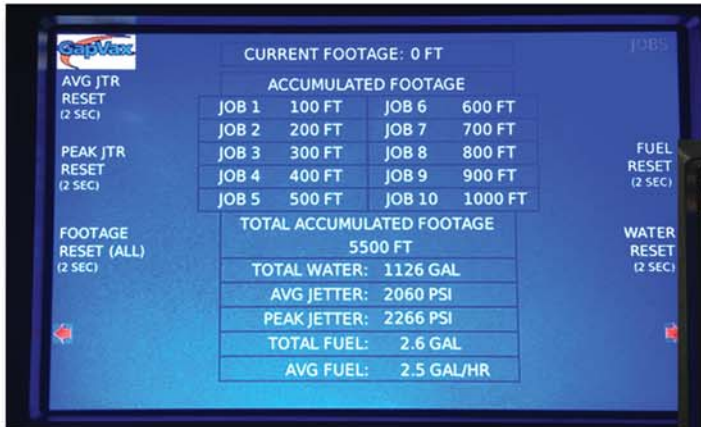 GapVax
JOBS
CURRENT FOOTAGE: 0 FT
AVG JTR
RESET
(2 SEC)
PEAK JTR
RESET
(2 SEC)
FOOTAGE
RESET (ALL)
(2 SEC)
ACCUMULATED FOOTAGE
JOB 1 100 FT JOB 6 600 FT
JOB 2 200 FT JOB 7 700 FT
JOB 3 300 FT JOB 8 800 FT
JOB 4 400 FT JOB 9 900 FT
JOB 5 500 FT JOB 10 1000 FT
TOTAL ACCUMULATED FOOTAGE
5500 FT
TOTAL WATER: 1126 GAL
AVG JETTER: 2060 PSI
PEAK JETTER: 2266 PSI
TOTAL FUEL: 2.6 GAL
AVG FUEL: 2.5 GAL/HR
FUEL
RESET
(2 SEC)
WATER
RESET
(2 SEC)